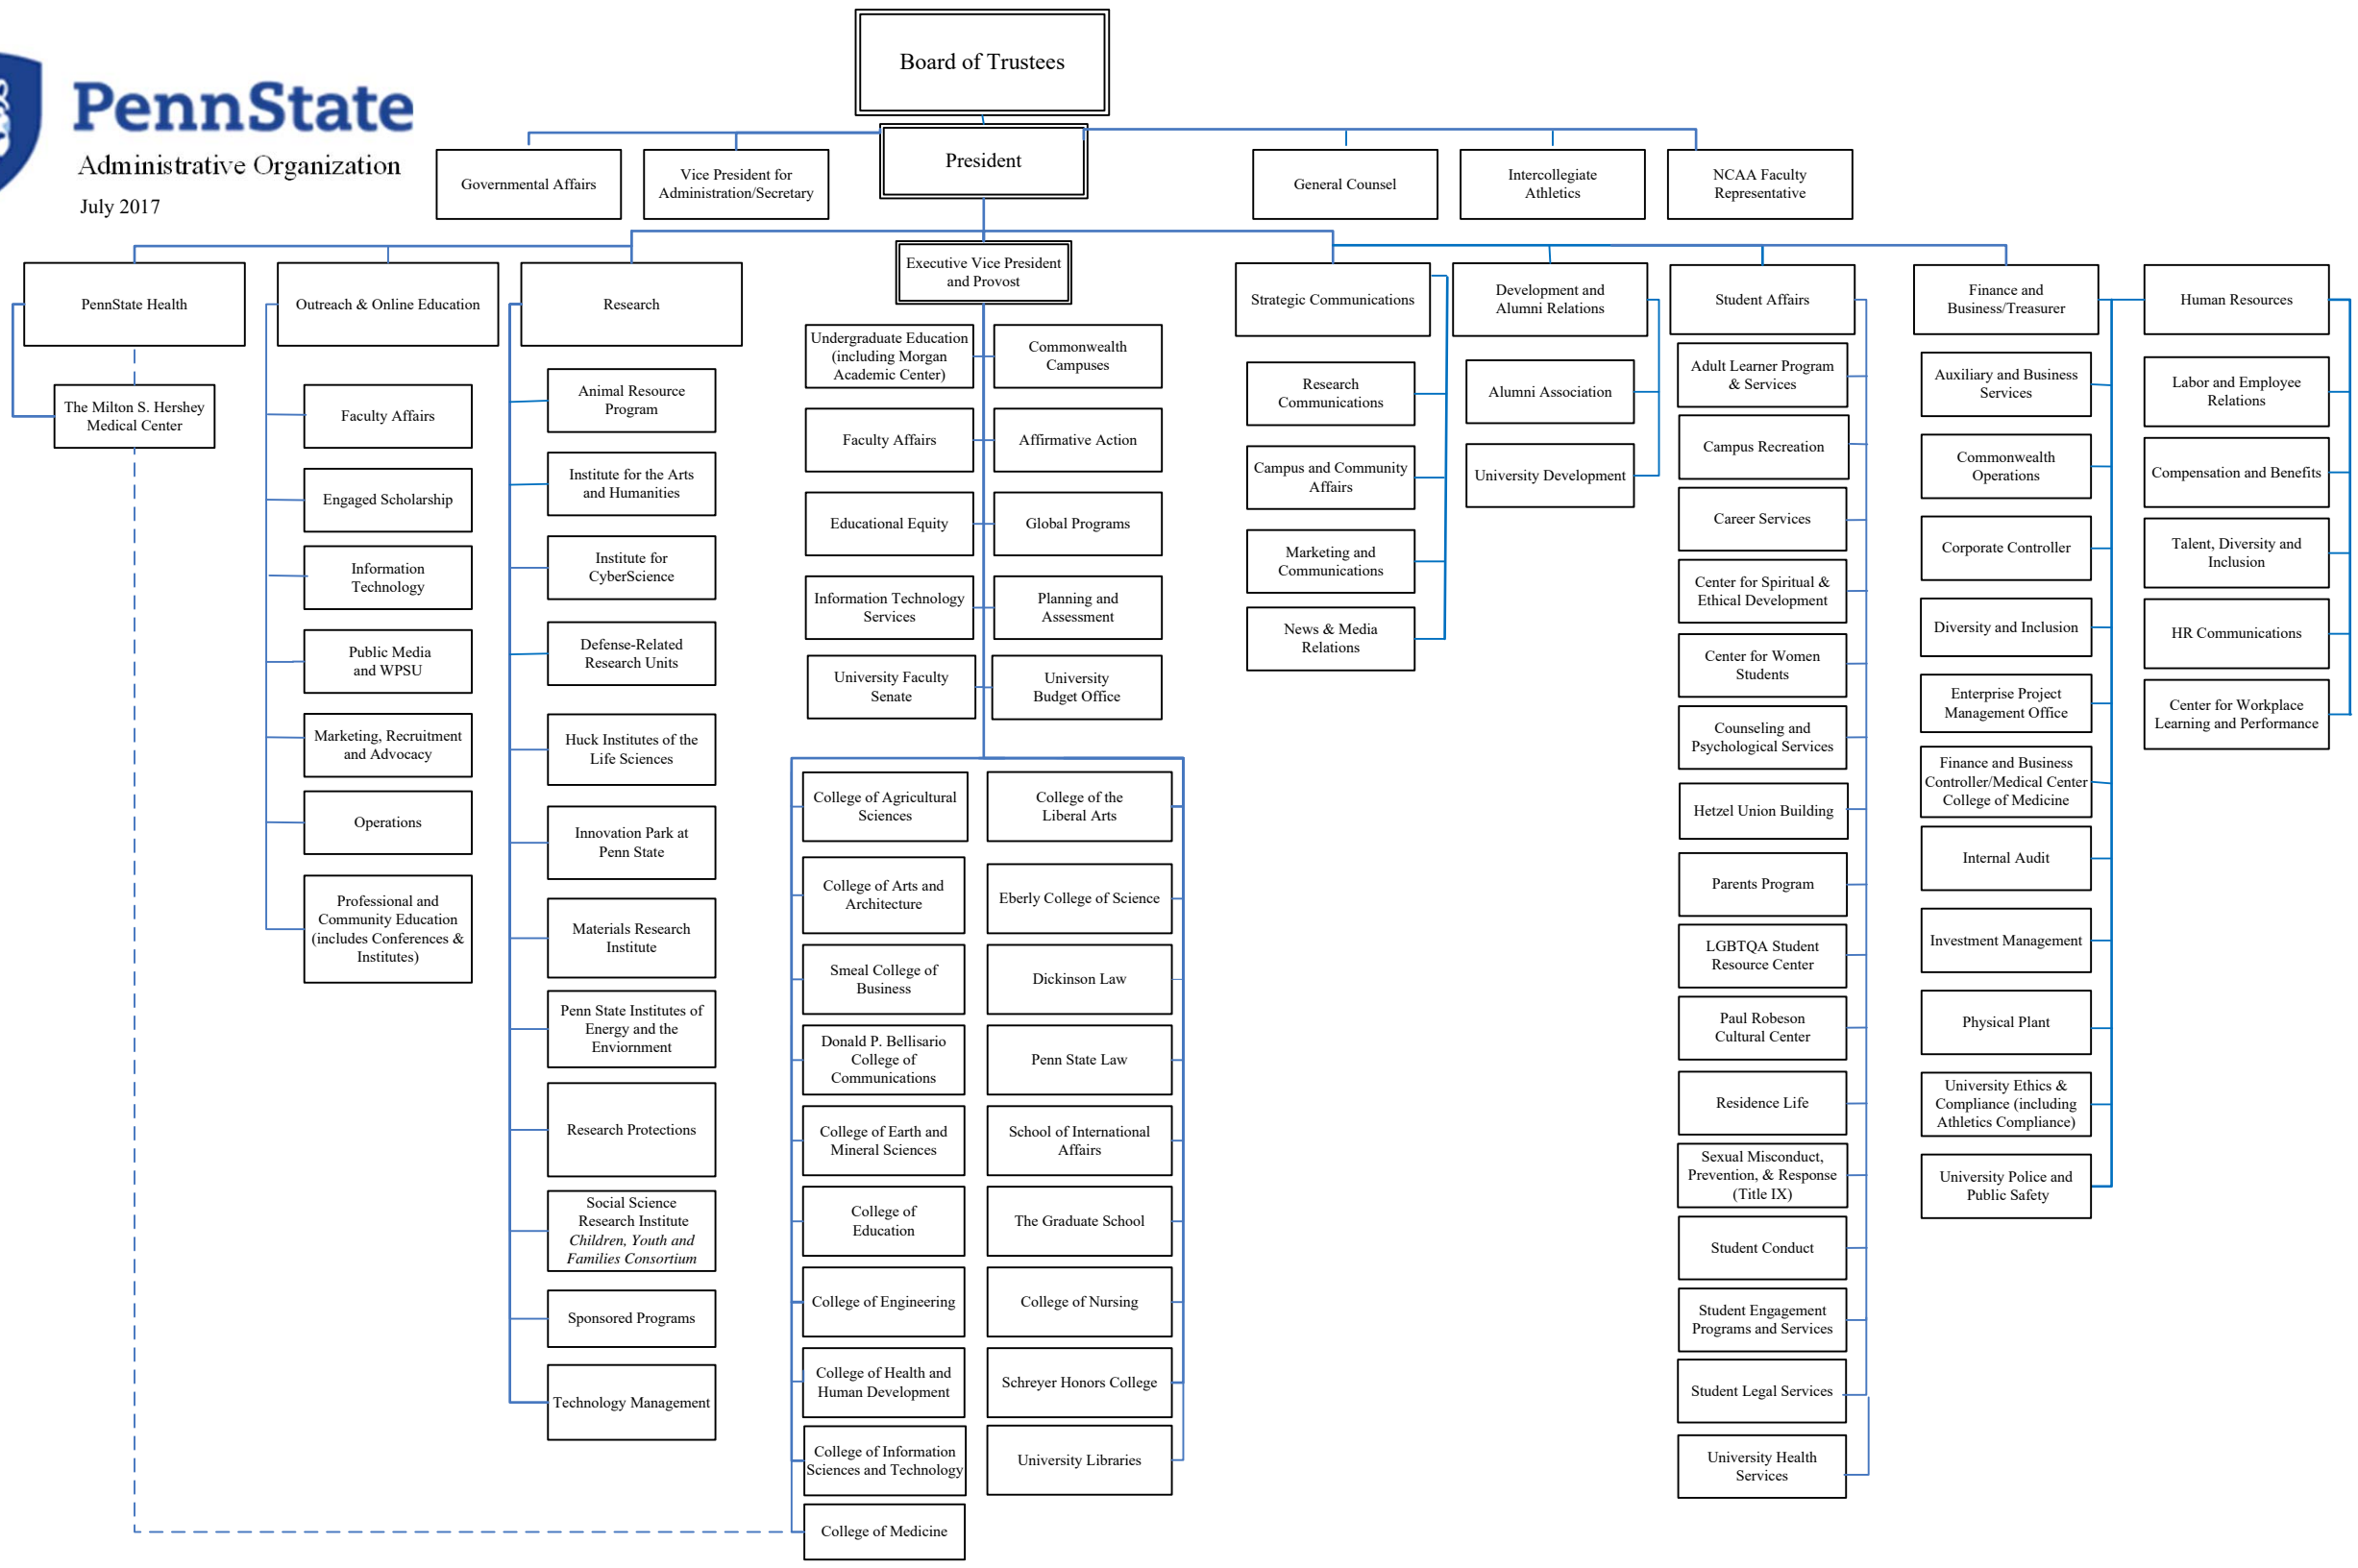 Board of Trustees
PennState
Administrative Organization
July 2017
President
Governmental Affairs
Vice President for
Administration/Secretary
General Counsel
Intercollegiate
Athletics
NCAA Faculty
Representative
Executive Vice President
and Provost
PennState Health
The Milton S. Hershey
Medical Center
Outreach & Online Education
Faculty Affairs
Engaged Scholarship
Information
Technology
Public Media
and WPSU
Marketing, Recruitment
and Advocacy
Operations
Professional and
Community Education
(includes Conferences &
Institutes)
Research
Animal Resource
Program
Institute for the Arts
and Humanities
Institute for
CyberScience
Defense-Related
Research Units
Huck Institutes of the
Life Sciences
Innovation Park at
Penn State
Materials Research
Institute
Penn State Institutes of
Energy and the
Enviornment
Research Protections
Social Science
Research Institute
Children, Youth and
Families Consortium
Sponsored Programs
Technology Management
Undergraduate Education
(including Morgan
Academic Center)
Commonwealth
Campuses
Faculty Affairs
Affirmative Action
Educational Equity
Global Programs
Information Technology
Services
Planning and
Assessment
University Faculty
Senate
University
Budget Office
College of Agricultural
Sciences
College of the
Liberal Arts
College of Arts and
Architecture
Eberly College of Science
Smeal College of
Business
Dickinson Law
Donald P. Bellisario
College of
Communications
Penn State Law
College of Earth and
Mineral Sciences
School of International
Affairs
College of
Education
The Graduate School
College of Engineering
College of Nursing
College of Health and
Human Development
Schreyer Honors College
College of Information
Sciences and Technology
University Libraries
College of Medicine
Strategic Communications
Research
Communications
Campus and Community
Affairs
Marketing and
Communications
News & Media
Relations
Development and
Alumni Relations
Alumni Association
University Development
Student Affairs
Adult Learner Program
& Services
Campus Recreation
Career Services
Center for Spiritual &
Ethical Development
Center for Women
Students
Counseling and
Psychological Services
Hetzel Union Building
Parents Program
LGBTQA Student
Resource Center
Paul Robeson
Cultural Center
Residence Life
Sexual Misconduct,
Prevention, & Response
(Title IX)
Student Conduct
Student Engagement
Programs and Services
Student Legal Services
University Health
Services
Finance and
Business/Treasurer
Auxiliary and Business
Services
Commonwealth
Operations
Corporate Controller
Diversity and Inclusion
Enterprise Project
Management Office
Finance and Business
Controller/Medical Center
College of Medicine
Internal Audit
Investment Management
Physical Plant
University Ethics &
Compliance (including
Athletics Compliance)
University Police and
Public Safety
Human Resources
Labor and Employee
Relations
Compensation and Benefits
Talent, Diversity and
Inclusion
HR Communications
Center for Workplace
Learning and Performance